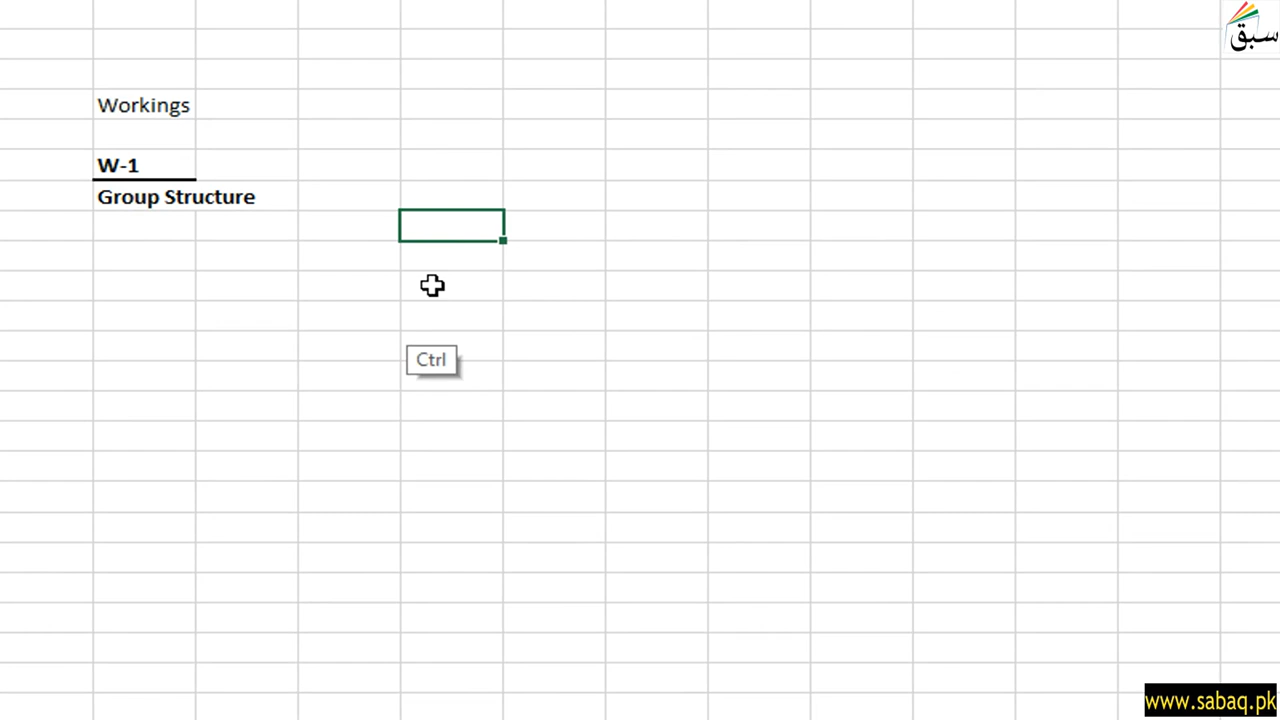 سبق
Workings
W-1
Group Structure
Ctrl
www.sabaq.pk